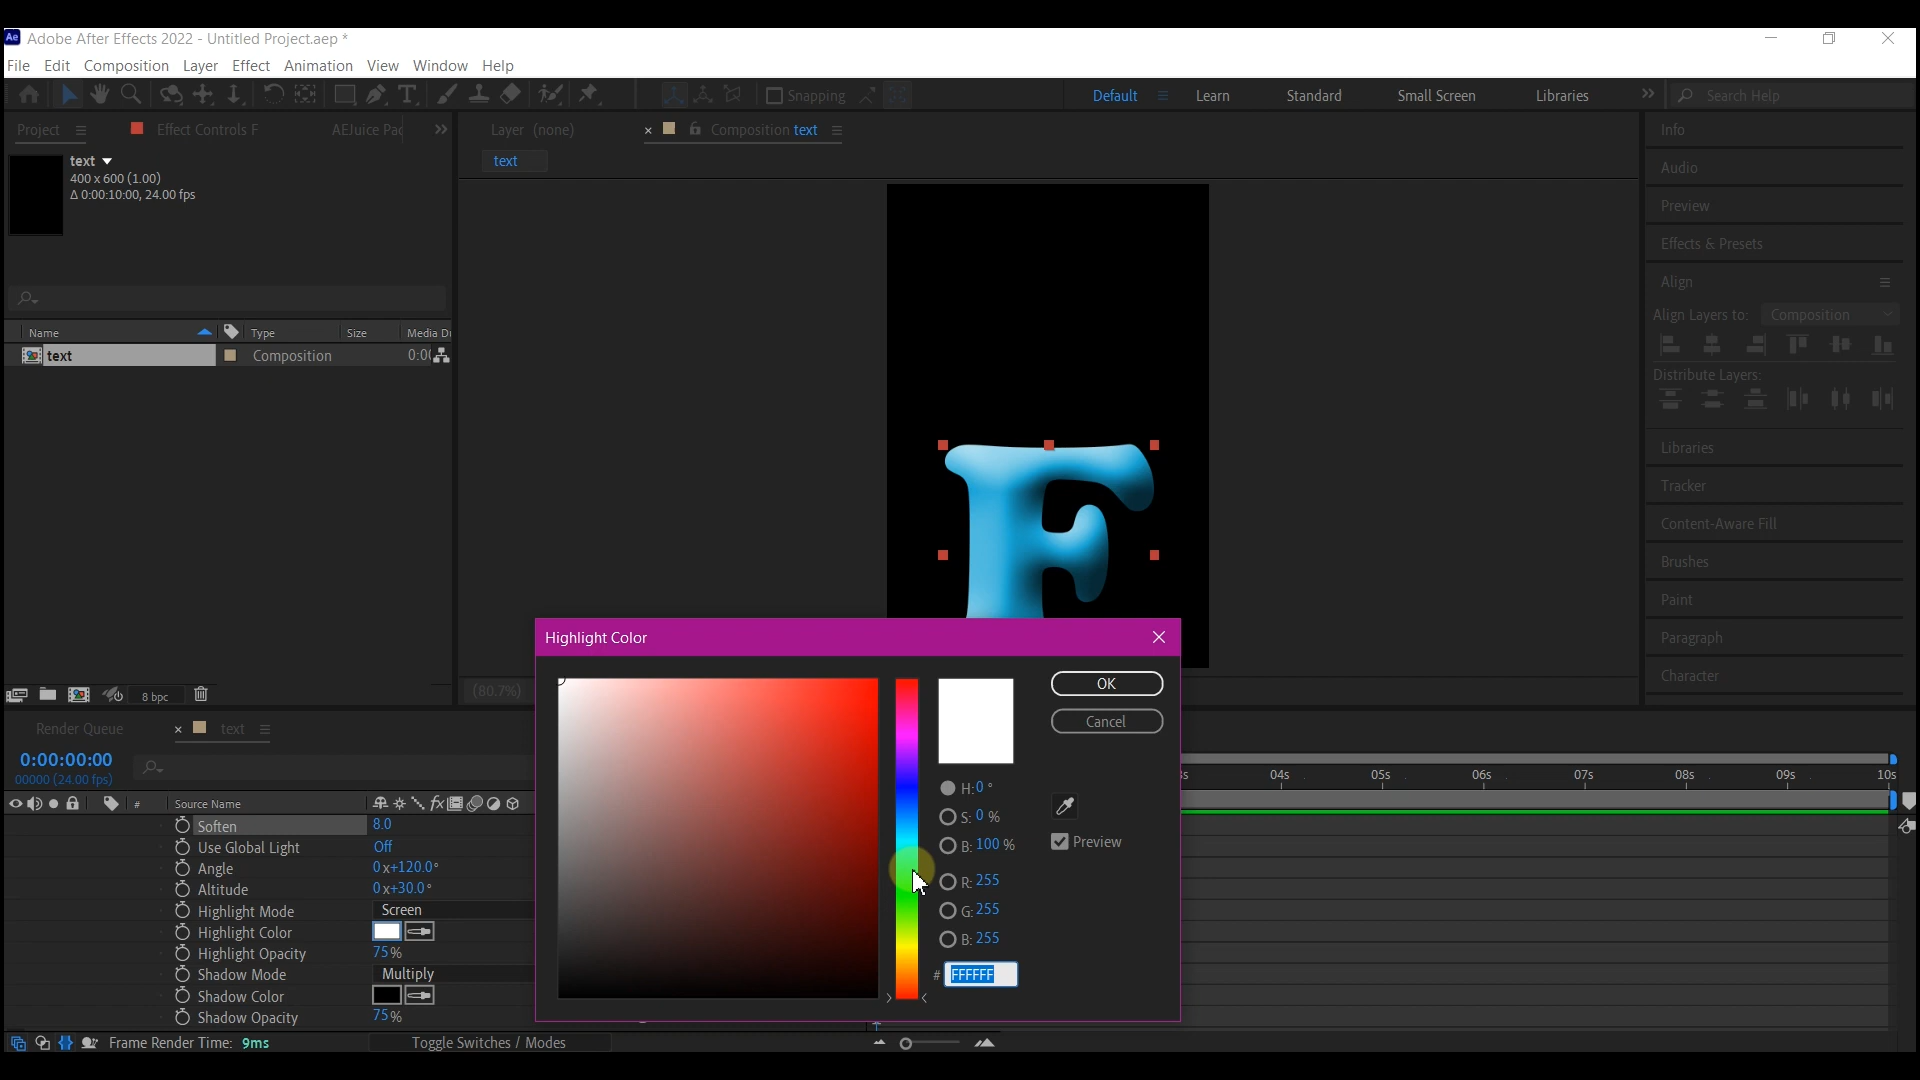 Ae Adobe After Effects 2022 - Untitled Project.aep *
File Edit Composition Layer Effect Animation View Window Help
Snapping Default Learn Standard Small Screen Libraries Search Help
Project Effect Controls F AEJuice Pac
Layer (none) Composition text
text
text
400 x 600 (1.00)
Δ 0:00:10:00, 24.00 fps
Name Type Size Media Du
text Composition 0:00
8 bpc
(80.7%)
F
Info
Audio
Preview
Effects & Presets
Align
Align Layers to: Composition
Distribute Layers:
Libraries
Tracker
Content-Aware Fill
Brushes
Paint
Paragraph
Character
Render Queue text
0:00:00:00
00000 (24.00 fps)
# Source Name
Soften 8.0
Use Global Light Off
Angle 0x+120.0°
Altitude 0x+30.0°
Highlight Mode Screen
Highlight Color
Highlight Opacity 75%
Shadow Mode Multiply
Shadow Color
Shadow Opacity 75%
Frame Render Time: 9ms
Toggle Switches / Modes
04s 05s 06s 07s 08s 09s 10s
Highlight Color
OK
Cancel
H: 0 °
S: 0 %
B: 100 %
Preview
R: 255
G: 255
B: 255
# FFFFFF